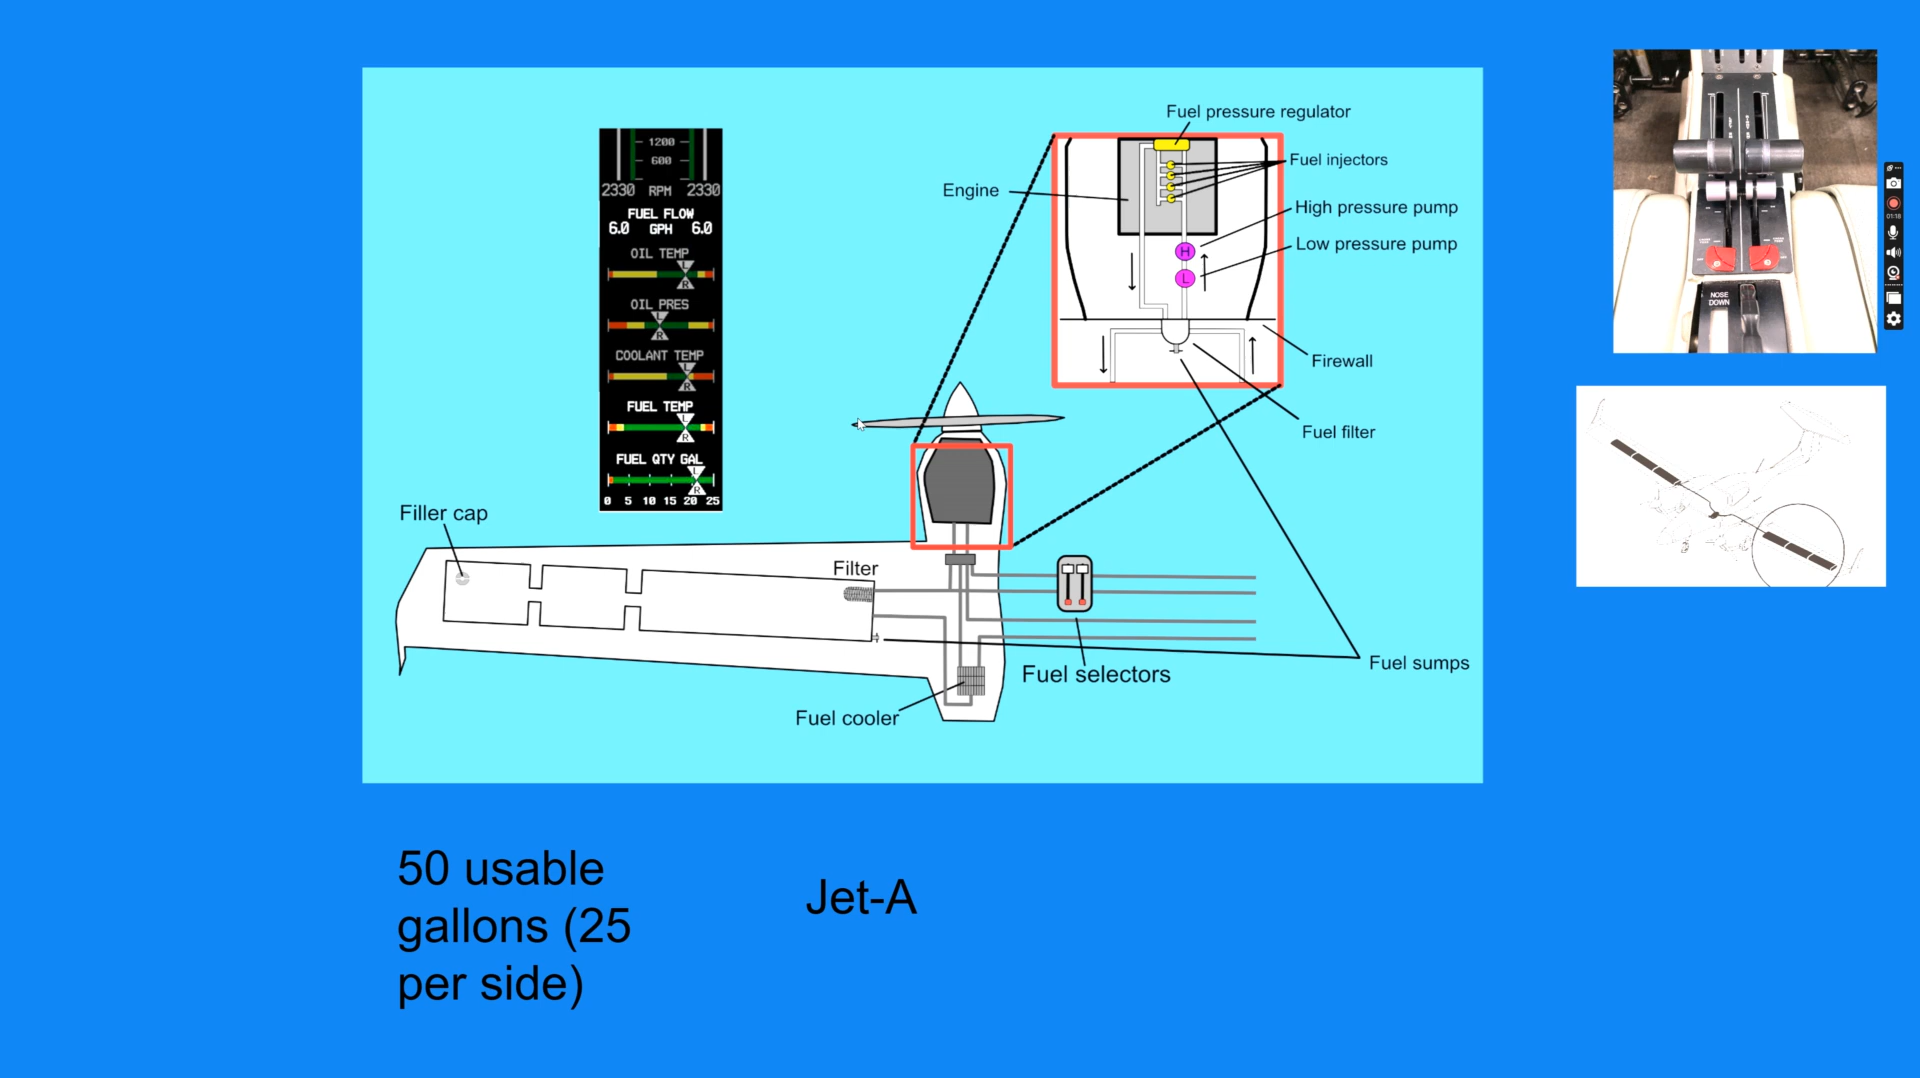 1200
600
2330 RPM 2330
FUEL FLOW
6.0 GPH 6.0
OIL TEMP
L
R
OIL PRES
L
R
COOLANT TEMP
L
R
FUEL TEMP
L
R
FUEL QTY GAL
L
R
0 5 10 15 20 25
Fuel pressure regulator
Fuel injectors
Engine
High pressure pump
H
Low pressure pump
L
Firewall
Fuel filter
Filler cap
Filter
Fuel sumps
Fuel selectors
Fuel cooler
50 usable
gallons (25
per side)
Jet-A
NOSE
DOWN
01:18